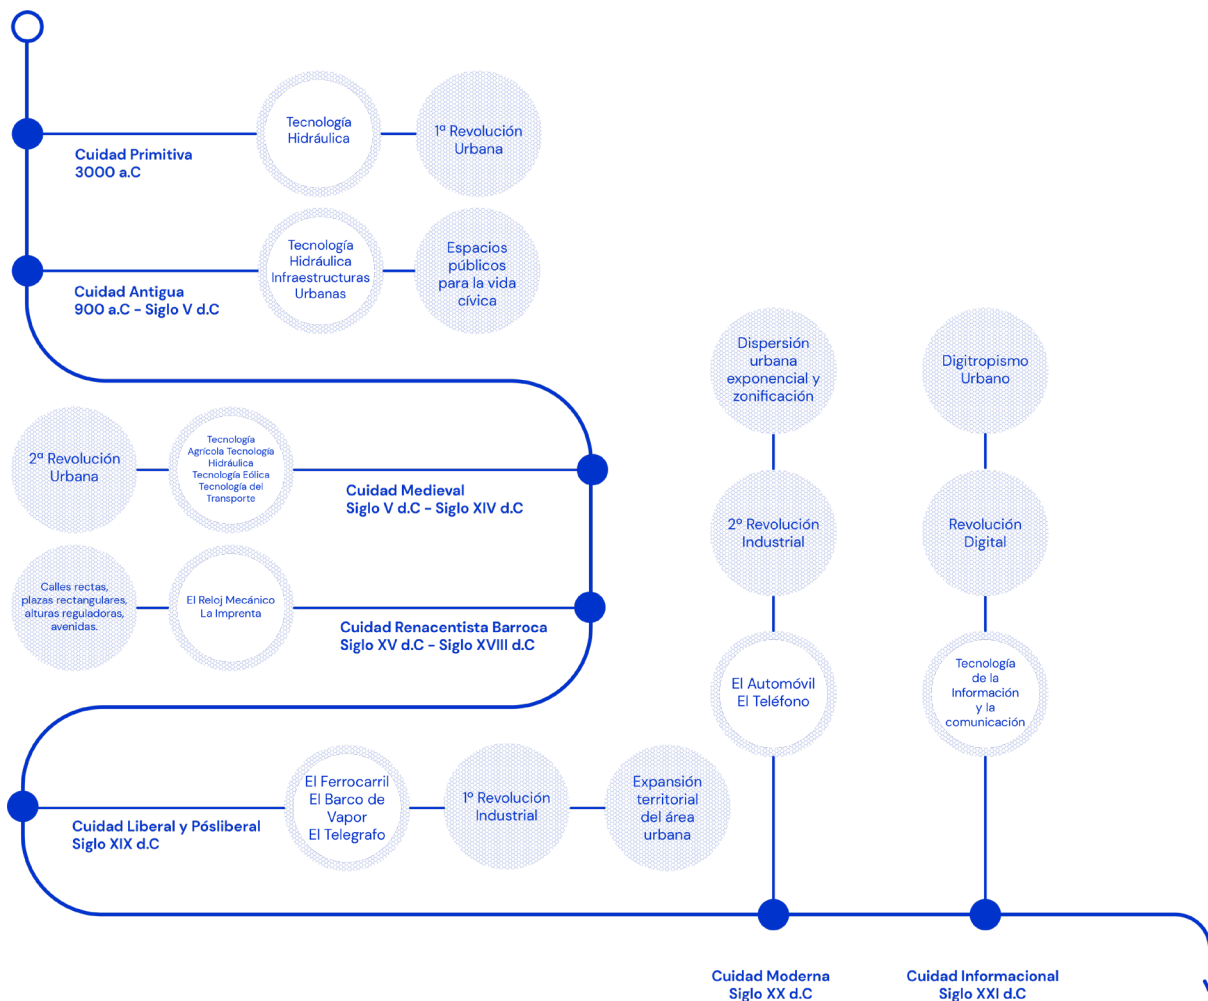 Tecnología
Hidráulica
1ª Revolución
Urbana
Cuidad Primitiva
3000 a.C
Tecnología
Hidráulica
Infraestructuras
Urbanas
Espacios
públicos
para la vida
cívica
Cuidad Antigua
900 a.C - Siglo V d.C
2ª Revolución
Urbana
Tecnología
Agrícola Tecnología
Hidráulica
Tecnología Eólica
Tecnología del
Transporte
Cuidad Medieval
Siglo V d.C - Siglo XIV d.C
Calles rectas,
plazas rectangulares,
alturas reguladoras,
avenidas.
El Reloj Mecánico
La Imprenta
Cuidad Renacentista Barroca
Siglo XV d.C - Siglo XVIII d.C
El Ferrocarril
El Barco de
Vapor
El Telegrafo
1º Revolución
Industrial
Expansión
territorial
del área
urbana
Cuidad Liberal y Pósliberal
Siglo XIX d.C
Dispersión
urbana
exponencial y
zonificación
2º Revolución
Industrial
El Automóvil
El Teléfono
Cuidad Moderna
Siglo XX d.C
Digitropismo
Urbano
Revolución
Digital
Tecnología
de la
Información
y la
comunicación
Cuidad Informacional
Siglo XXI d.C